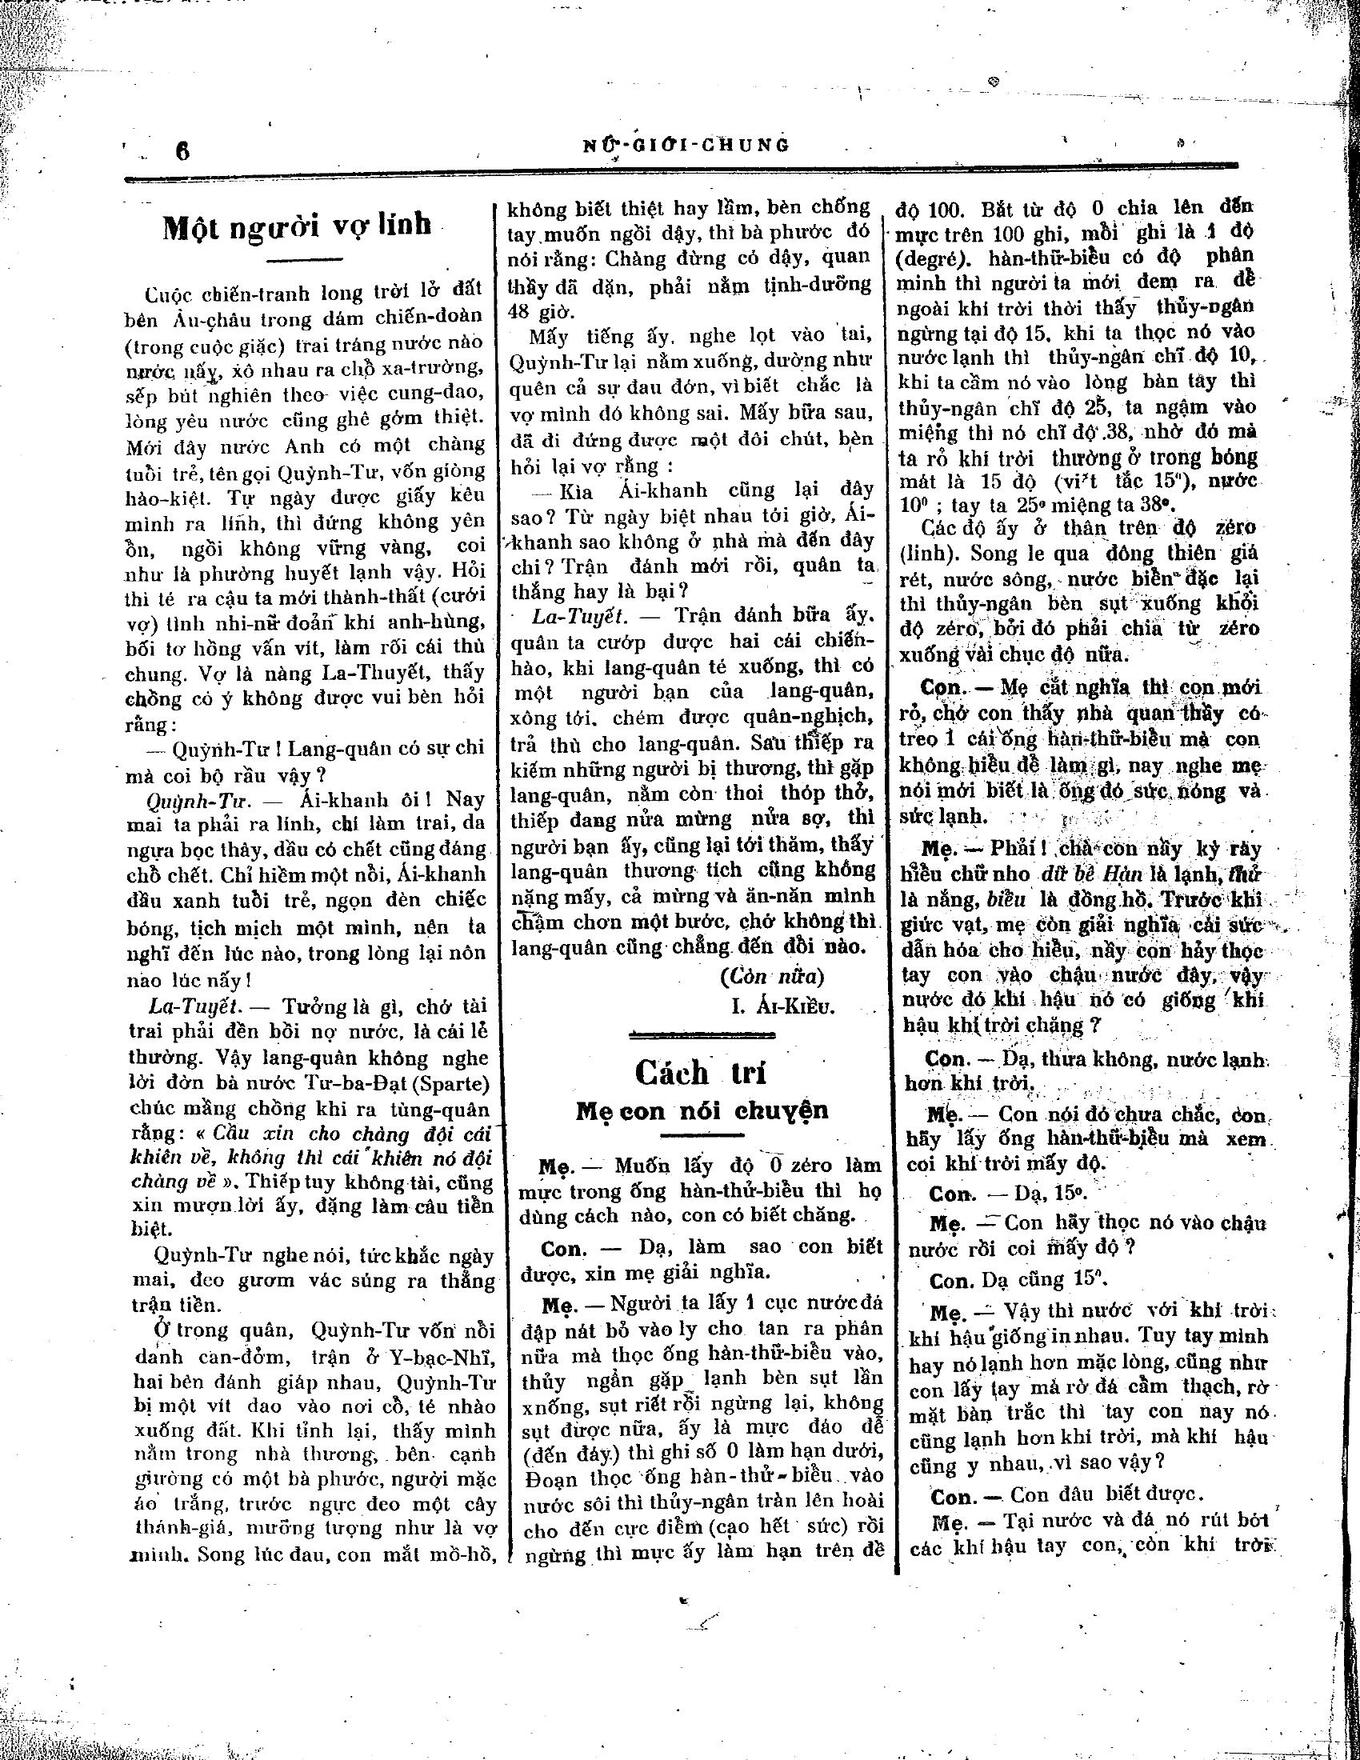 6
NỮ-GIỚI-CHUNG
Một người vợ lính
Cuộc chiến-tranh long trời lở đất
bên Âu-châu trong dám chiến-đoàn
(trong cuộc giặc) trai tráng nước nào
nước nấy, xô nhau ra chỗ xa-trường,
sếp bút nghiên theo việc cung-đao,
lòng yêu nước cũng ghê gớm thiệt.
Mới đây nước Anh có một chàng
tuổi trẻ, tên gọi Quỳnh-Tư, vốn giòng
hào-kiệt. Tự ngày được giấy kêu
mình ra lính, thì đứng không yên
ổn, ngồi không vững vàng, coi
như là phường huyết lạnh vậy. Hỏi
thì té ra cậu ta mới thành-thất (cưới
vợ) tình nhi-nữ đoản khí anh-hùng,
bối tơ hồng vấn vít, làm rối cái thù
chung. Vợ là nàng La-Thuyết, thấy
chồng có ý không được vui bèn hỏi
rằng :
— Quỳnh-Tư ! Lang-quân có sự chi
mà coi bộ rầu vậy ?
Quỳnh-Tư. — Ái-khanh ôi ! Nay
mai ta phải ra lính, chí làm trai, da
ngựa bọc thây, dầu có chết cũng đáng
chỗ chết. Chỉ hiềm một nỗi, Ái-khanh
đầu xanh tuổi trẻ, ngọn đèn chiếc
bóng, tịch mịch một mình, nên ta
nghĩ đến lúc nào, trong lòng lại nôn
nao lúc nấy !
La-Tuyết. — Tưởng là gì, chớ tài
trai phải đền bồi nợ nước, là cái lẽ
thường. Vậy lang-quân không nghe
lời đờn bà nước Tư-ba-Đạt (Sparte)
chúc mầng chồng khi ra tùng-quân
rằng : « Cầu xin cho chàng đội cái
khiên về, không thì cái khiên nó đội
chàng về ». Thiếp tuy không tài, cũng
xin mượn lời ấy, đặng làm câu tiễn
biệt.
Quỳnh-Tư nghe nói, tức khắc ngày
mai, đeo gươm vác súng ra thẳng
trận tiền.
Ở trong quân, Quỳnh-Tư vốn nổi
danh can-đởm, trận ở Y-bạc-Nhĩ,
hai bên đánh giáp nhau, Quỳnh-Tư
bị một vít dao vào nơi cổ, té nhào
xuống đất. Khi tỉnh lại, thấy mình
nằm trong nhà thương, bên cạnh
giường có một bà phước, người mặc
áo trắng, trước ngực đeo một cây
thánh-giá, mường tượng như là vợ
mình. Song lúc đau, con mắt mồ-hồ,
không biết thiệt hay lầm, bèn chống
tay muốn ngồi dậy, thì bà phước đó
nói rằng : Chàng đừng có dậy, quan
thầy đã dặn, phải nằm tịnh-dưỡng
48 giờ.
Mấy tiếng ấy, nghe lọt vào tai,
Quỳnh-Tư lại nằm xuống, dường như
quên cả sự đau đớn, vì biết chắc là
vợ mình đó không sai. Mấy bữa sau,
đã đi đứng được một đôi chút, bèn
hỏi lại vợ rằng :
— Kìa Ái-khanh cũng lại đây
sao ? Từ ngày biệt nhau tới giờ, Ái-
khanh sao không ở nhà mà đến đây
chi ? Trận đánh mới rồi, quân ta
thắng hay là bại ?
La-Tuyết. — Trận đánh bữa ấy.
quân ta cướp được hai cái chiến-
hào, khi lang-quân té xuống, thì có
một người bạn của lang-quân,
xông tới, chém được quân-nghịch,
trả thù cho lang-quân. Sau thiếp ra
kiếm những người bị thương, thì gặp
lang-quân, nằm còn thoi thóp thở,
thiếp đang nửa mừng nửa sợ, thì
người bạn ấy, cũng lại tới thăm, thấy
lang-quân thương tích cũng không
nặng mấy, cả mừng và ăn-năn mình
chậm chơn một bước, chớ không thì
lang-quân cũng chẳng đến đỗi nào.
(Còn nữa)
I. ÁI-KIỀU.
Cách trí
Mẹ con nói chuyện
Mẹ. — Muốn lấy độ 0 zéro làm
mực trong ống hàn-thử-biểu thì họ
dùng cách nào, con có biết chăng.
Con. — Dạ, làm sao con biết
được, xin mẹ giải nghĩa.
Mẹ. — Người ta lấy 1 cục nước đá
đập nát bỏ vào ly cho tan ra phân
nữa mà thọc ống hàn-thữ-biểu vào,
thủy ngần gặp lạnh bèn sụt lần
xnống, sụt riết rồi ngừng lại, không
sụt được nữa, ấy là mực đáo để
(đến đáy.) thì ghi số 0 làm hạn dưới,
Đoạn thọc ống hàn-thử-biểu vào
nước sôi thì thủy-ngân tràn lên hoài
cho đến cực điểm (cao hết sức) rồi
ngừng thì mực ấy làm hạn trên đề
độ 100. Bắt từ độ 0 chia lên đến
mực trên 100 ghi, mỗi ghi là 1 độ
(degré). hàn-thữ-biểu có độ phân
minh thì người ta mới đem ra để
ngoài khí trời thời thấy thủy-ngân
ngừng tại độ 15, khi ta thọc nó vào
nước lạnh thì thủy-ngân chĩ độ 10,
khi ta cầm nó vào lòng bàn tây thì
thủy-ngân chĩ độ 25, ta ngậm vào
miệng thì nó chĩ độ 38, nhờ đó mà
ta rỏ khí trời thường ở trong bóng
mát là 15 độ (viết tắc 15°), nước
10° ; tay ta 25° miệng ta 38°.
Các độ ấy ở thân trên độ zéro
(linh). Song le qua đông thiên giá
rét, nước sông, nước biển đặc lại
thì thủy-ngân bèn sụt xuống khỏi
độ zéro, bởi đó phải chia từ zéro
xuống vài chục độ nữa.
Con. — Mẹ cắt nghĩa thì con mới
rỏ, chớ con thấy nhà quan thầy có
treo 1 cái ống hàn-thữ-biểu mà con
không hiểu để làm gì, nay nghe mẹ
nói mới biết là ống đó sức nóng và
sức lạnh.
Mẹ. — Phải ! chà con nầy kỳ rày
hiểu chữ nho dữ bế Hàn là lạnh, thử
là nắng, biểu là đồng hồ. Trước khi
giức vạt, mẹ còn giải nghĩa cái sức
dẫn hóa cho hiểu, nầy con hảy thọc
tay con vào chậu nước đây, vậy
nước đó khí hậu nó có giống khí
hậu khí trời chăng ?
Con. — Dạ, thưa không, nước lạnh
hơn khí trời.
Mẹ. — Con nói đó chưa chắc, con
hãy lấy ống hàn-thữ-biểu mà xem
coi khí trời mấy độ.
Con. — Dạ, 15°.
Mẹ. — Con hãy thọc nó vào chậu
nước rồi coi mấy độ ?
Con. Dạ cũng 15°.
Mẹ. — Vậy thì nước với khí trời
khí hậu giống in nhau. Tuy tay mình
hay nó lạnh hơn mặc lòng, cũng như
con lấy tay mà rờ đá cầm thạch, rờ
mặt bàn trắc thì tay con nay nó
cũng lạnh hơn khi trời, mà khí hậu
cũng y nhau, vì sao vậy ?
Con. — Con đâu biết được.
Mẹ. — Tại nước và đá nó rút bớt
các khí hậu tay con, còn khí trời